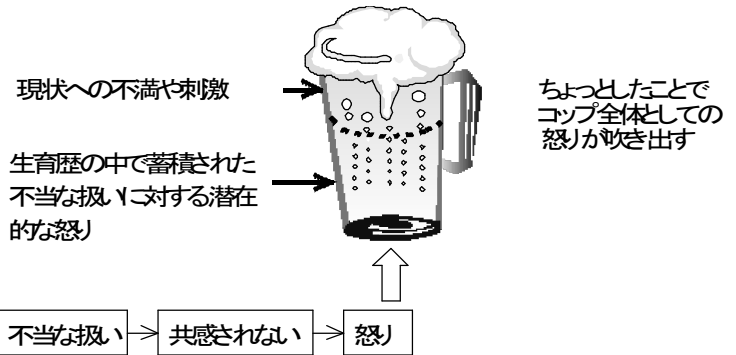 現状への不満や刺激
生育歴の中で蓄積された
不当な扱いに対する潜在
的な怒り
ちょっとしたことで
コップ全体としての
怒りが吹き出す
不当な扱い
共感されない
怒り